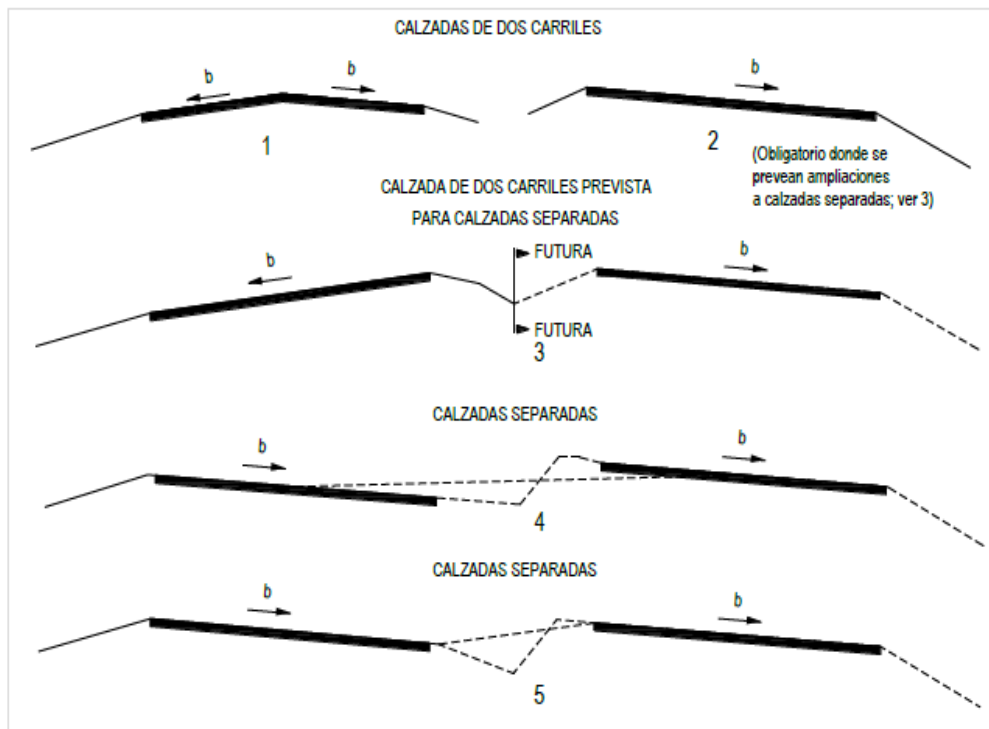 CALZADAS DE DOS CARRILES
b
b
b
1
2
(Obligatorio donde se
prevean ampliaciones
a calzadas separadas; ver 3)
CALZADA DE DOS CARRILES PREVISTA
PARA CALZADAS SEPARADAS
b
FUTURA
b
FUTURA
3
CALZADAS SEPARADAS
b
b
4
CALZADAS SEPARADAS
b
b
5